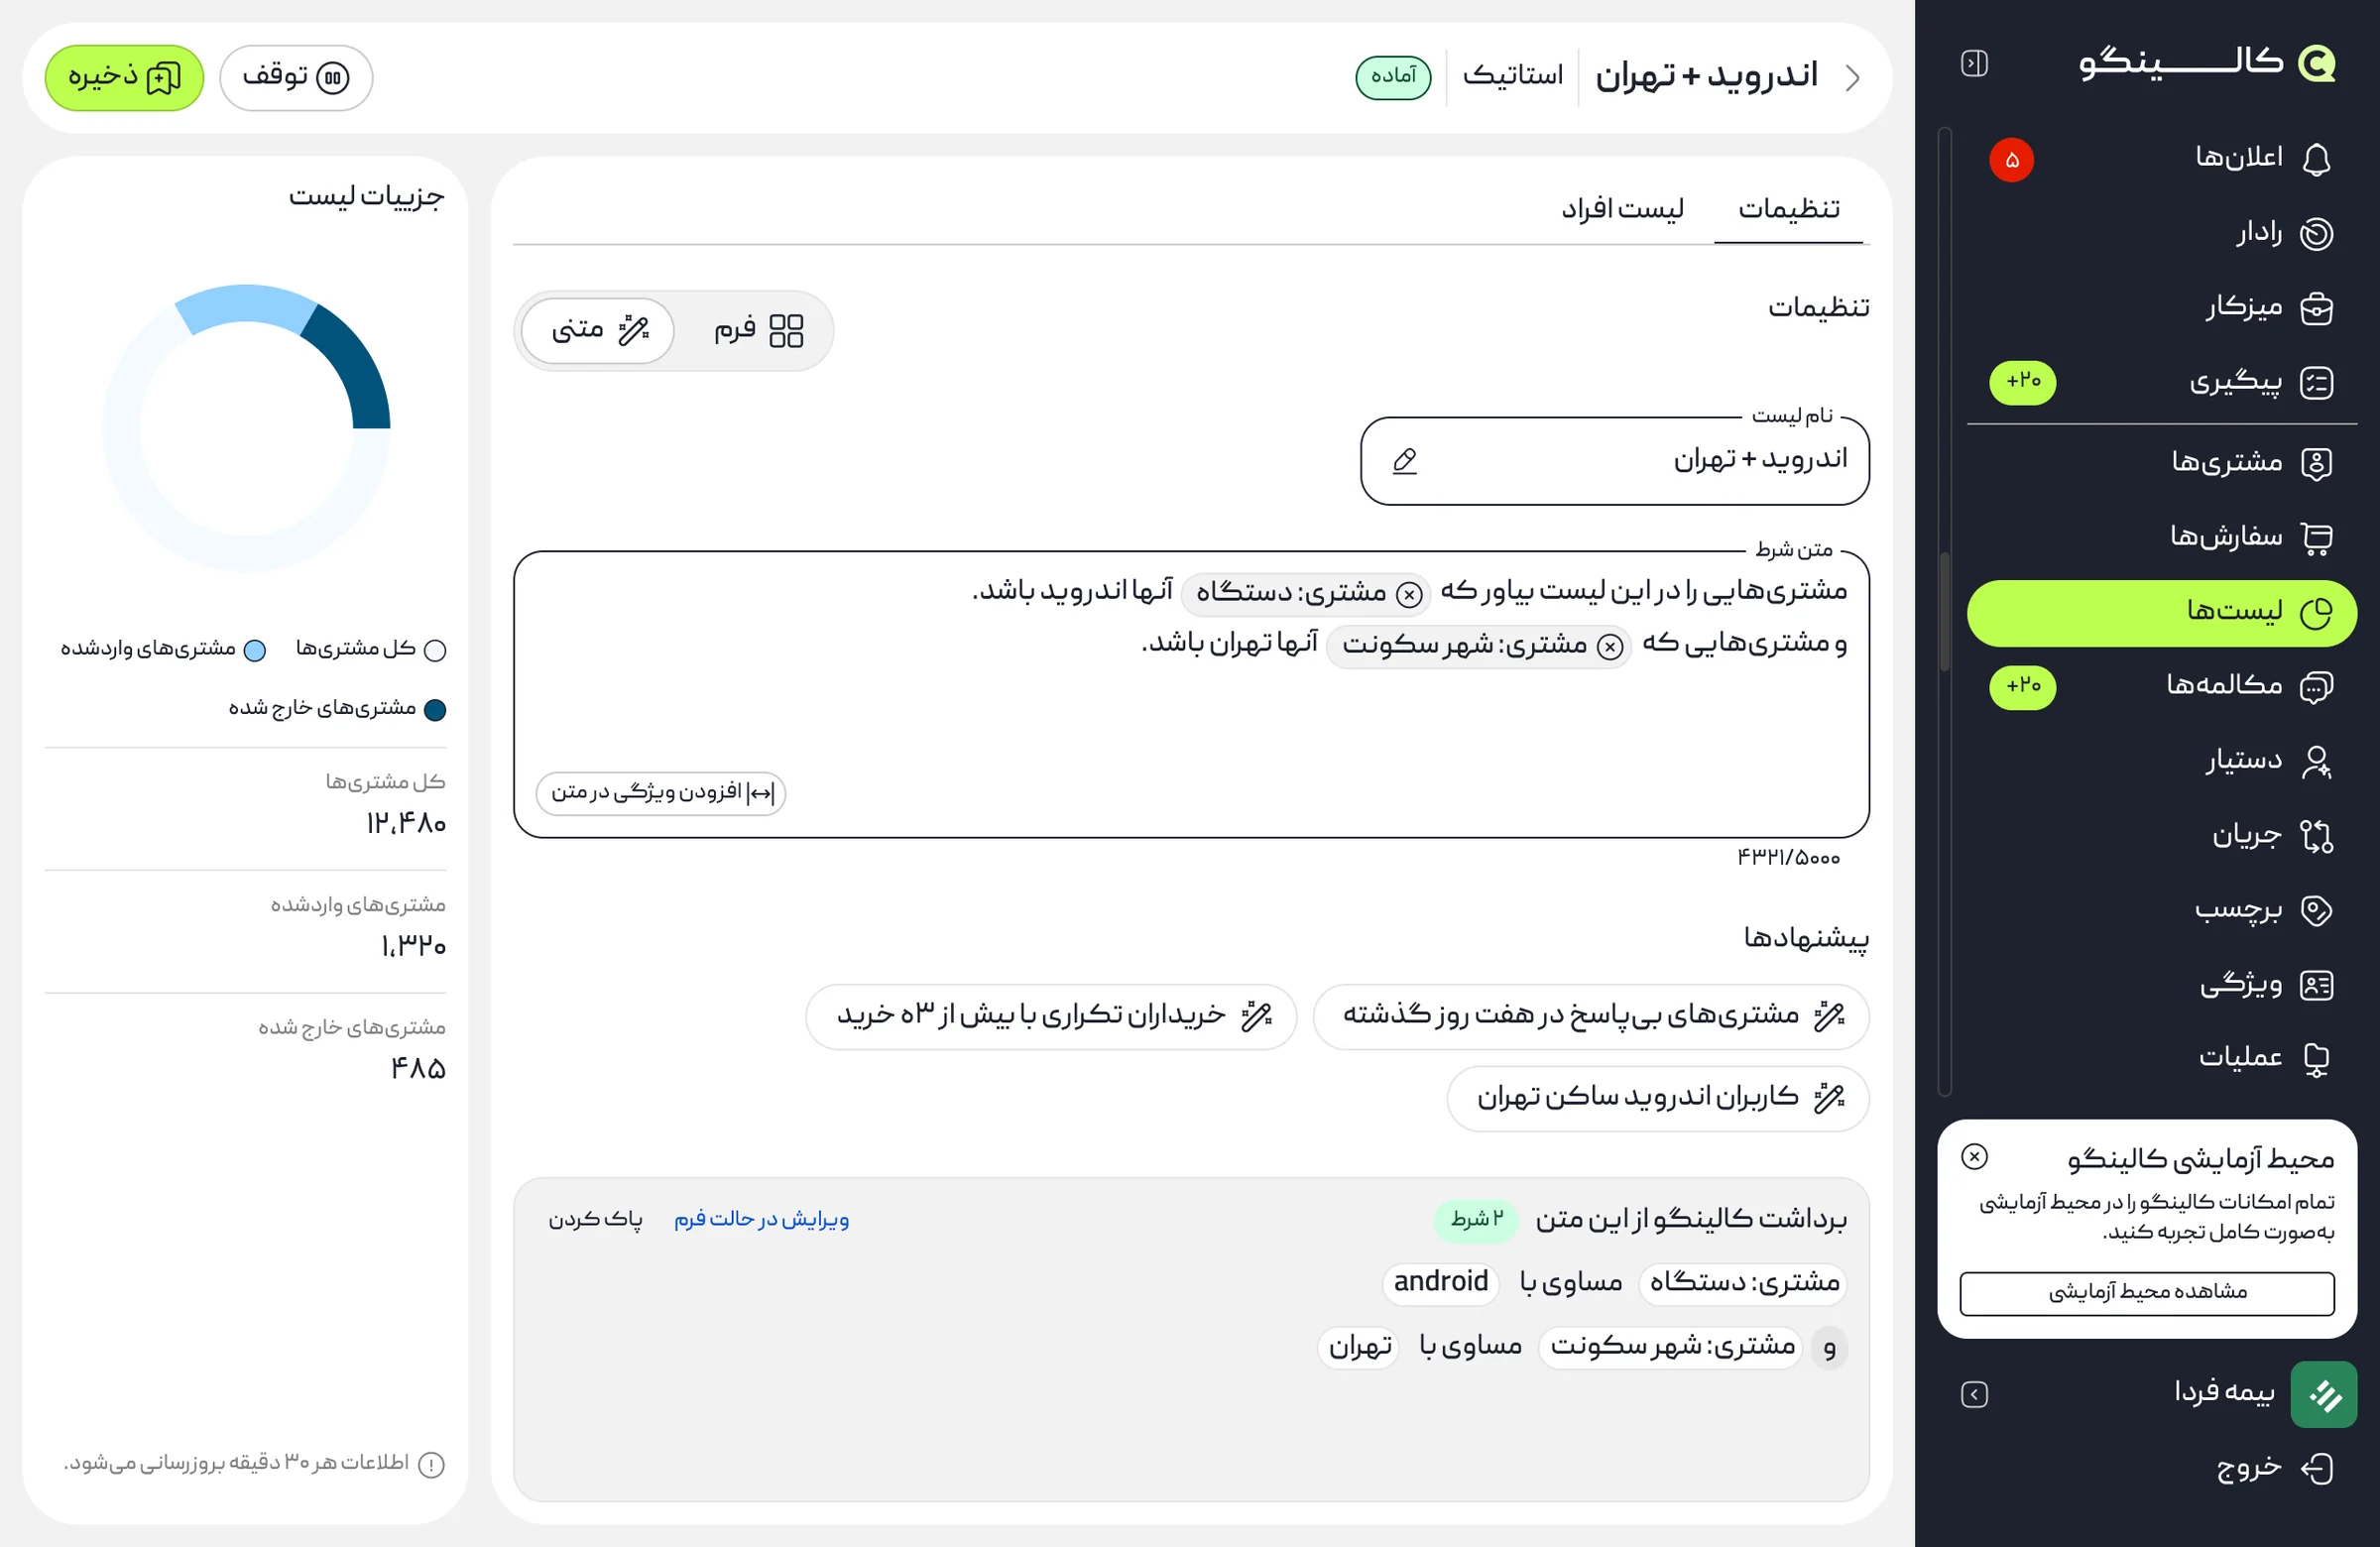 کالینگو
اعلان‌ها
۵
رادار
میزکار
پیگیری
+۲۰
مشتری‌ها
سفارش‌ها
لیست‌ها
مکالمه‌ها
+۲۰
دستیار
جریان
برچسب
ویژگی
عملیات
محیط آزمایشی کالینگو
تمام امکانات کالینگو را در محیط آزمایشی
به‌صورت کامل تجربه کنید.
مشاهده محیط آزمایشی
بیمه فردا
خروج
اندروید + تهران
استاتیک
آماده
توقف
ذخیره
تنظیمات
لیست افراد
تنظیمات
فرم
متنی
نام لیست
اندروید + تهران
متن شرط
مشتری‌هایی را در این لیست بیاور که مشتری: دستگاه آنها اندروید باشد.
و مشتری‌هایی که مشتری: شهر سکونت آنها تهران باشد.
افزودن ویژگی در متن
۴۳۲۱/۵۰۰۰
پیشنهادها
مشتری‌های بی‌پاسخ در هفت روز گذشته
خریداران تکراری با بیش از ۳ه خرید
کاربران اندروید ساکن تهران
برداشت کالینگو از این متن
۲ شرط
ویرایش در حالت فرم
پاک کردن
مشتری: دستگاه مساوی با android
و مشتری: شهر سکونت مساوی با تهران
جزییات لیست
کل مشتری‌ها
مشتری‌های واردشده
مشتری‌های خارج شده
کل مشتری‌ها
۱۲،۴۸۰
مشتری‌های واردشده
۱،۳۲۰
مشتری‌های خارج شده
۴۸۵
اطلاعات هر ۳۰ دقیقه بروزرسانی می‌شود.